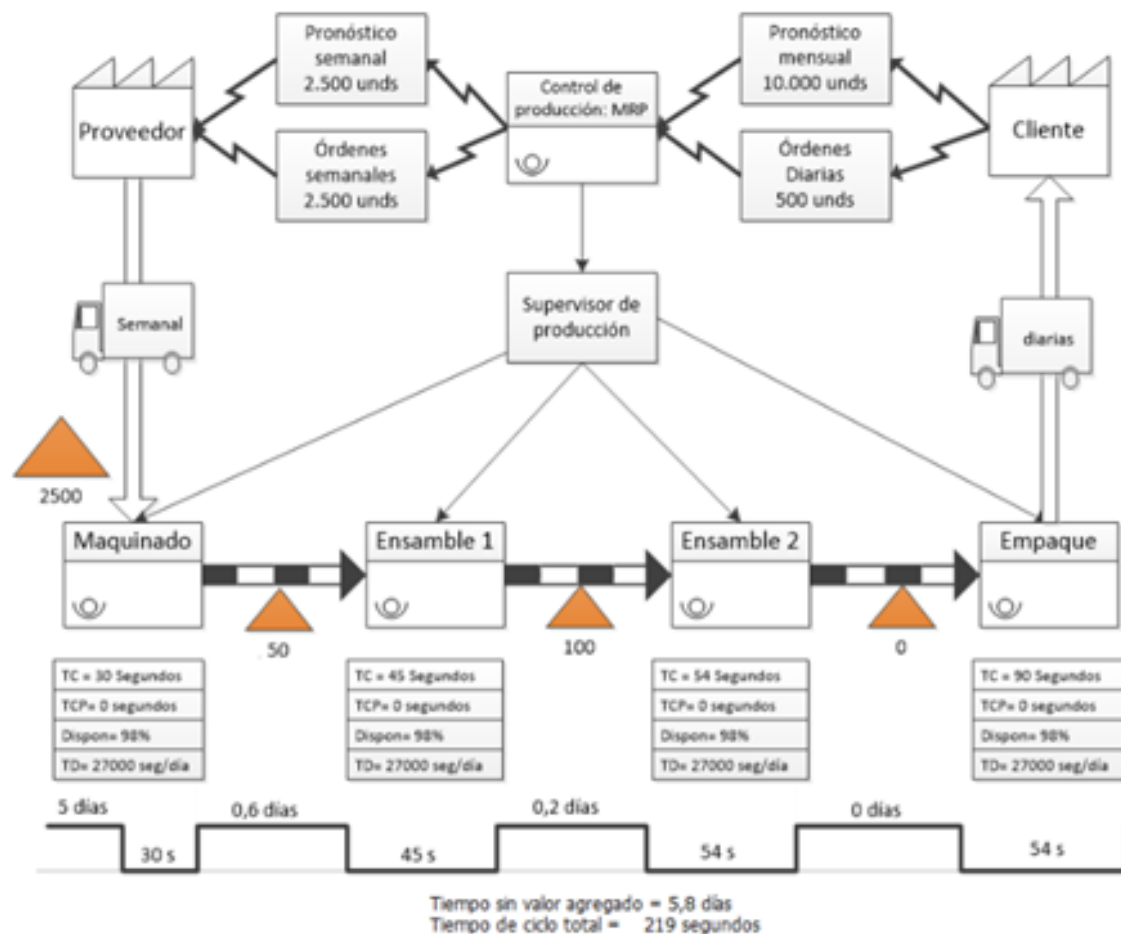 Pronóstico
semanal
2.500 unds
Pronóstico
mensual
10.000 unds
Control de
producción: MRP
Proveedor
Cliente
Órdenes
semanales
2.500 unds
Órdenes
Diarias
500 unds
Supervisor de
producción
Semanal
diarias
2500
Maquinado
Ensamble 1
Ensamble 2
Empaque
50
100
0
TC = 30 Segundos
TCP= 0 segundos
Dispon= 98%
TD= 27000 seg/día
TC = 45 Segundos
TCP= 0 segundos
Dispon= 98%
TD= 27000 seg/día
TC = 54 Segundos
TCP= 0 segundos
Dispon= 98%
TD= 27000 seg/día
TC = 90 Segundos
TCP= 0 segundos
Dispon= 98%
TD= 27000 seg/día
5 días
0,6 días
0,2 días
0 días
30 s
45 s
54 s
54 s
Tiempo sin valor agregado = 5,8 días
Tiempo de ciclo total = 219 segundos